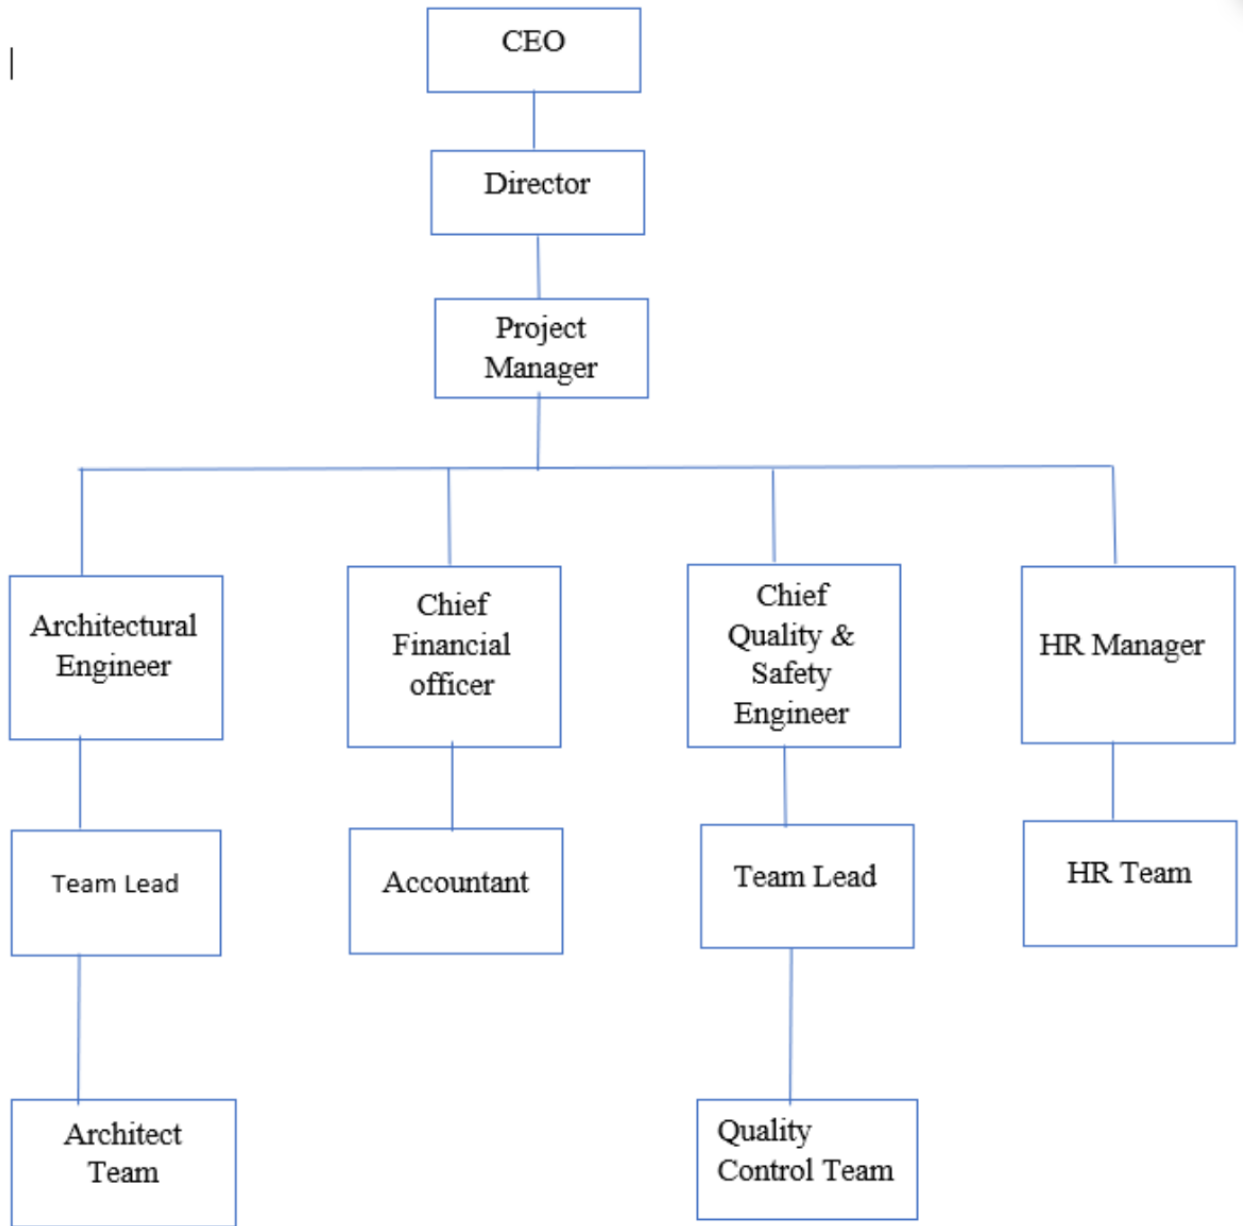 CEO
Director
Project
Manager
Architectural
Engineer
Chief
Financial
officer
Chief
Quality &
Safety
Engineer
HR Manager
Team Lead
Accountant
Team Lead
HR Team
Architect
Team
Quality
Control Team